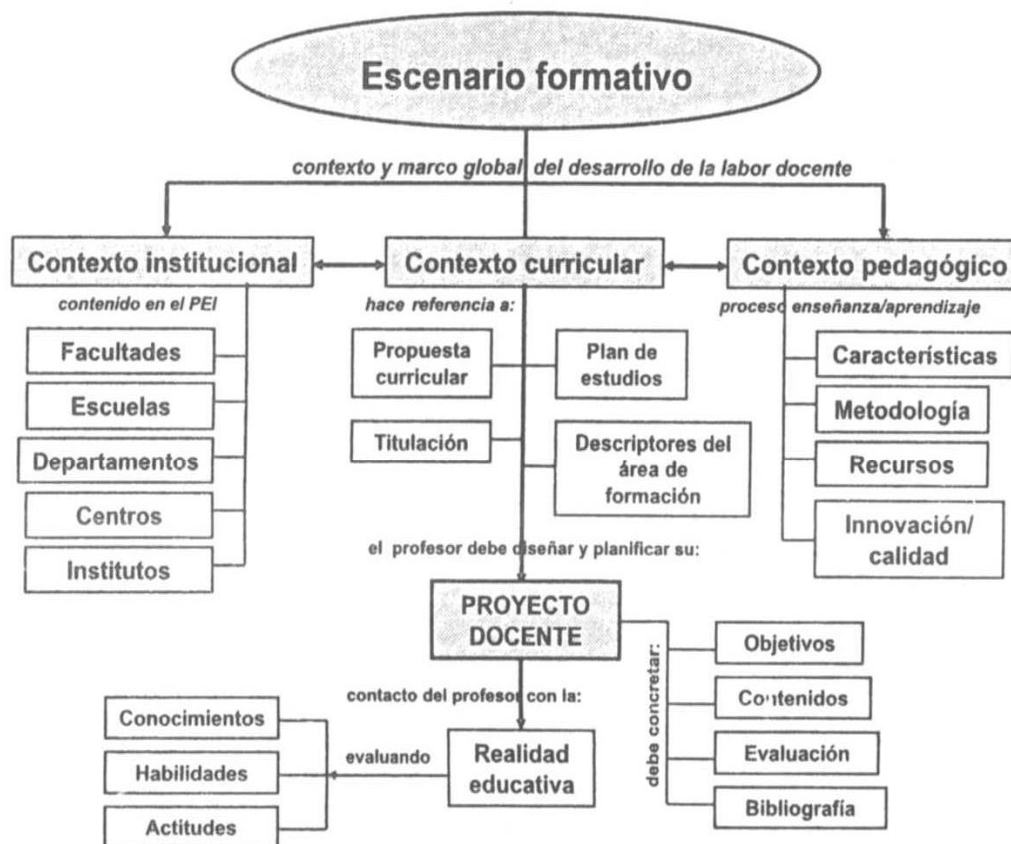 Escenario formativo
contexto y marco global del desarrollo de la labor docente
Contexto institucional
Contexto curricular
Contexto pedagógico
contenido en el PEI
hace referencia a:
proceso enseñanza/aprendizaje
Facultades
Escuelas
Departamentos
Centros
Institutos
Propuesta
curricular
Plan de
estudios
Titulación
Descriptores del
área de
formación
Características
Metodología
Recursos
Innovación/
calidad
el profesor debe diseñar y planificar su:
PROYECTO
DOCENTE
debe concretar:
Objetivos
Contenidos
Evaluación
Bibliografía
contacto del profesor con la:
Realidad
educativa
evaluando
Conocimientos
Habilidades
Actitudes